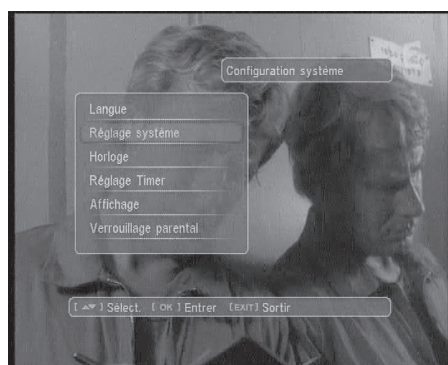 Configuration système
Langue
Réglage système
Horloge
Réglage Timer
Affichage
Verrouillage parental
[ ▲▼ ] Sélect. [ OK ] Entrer [EXIT] Sortir